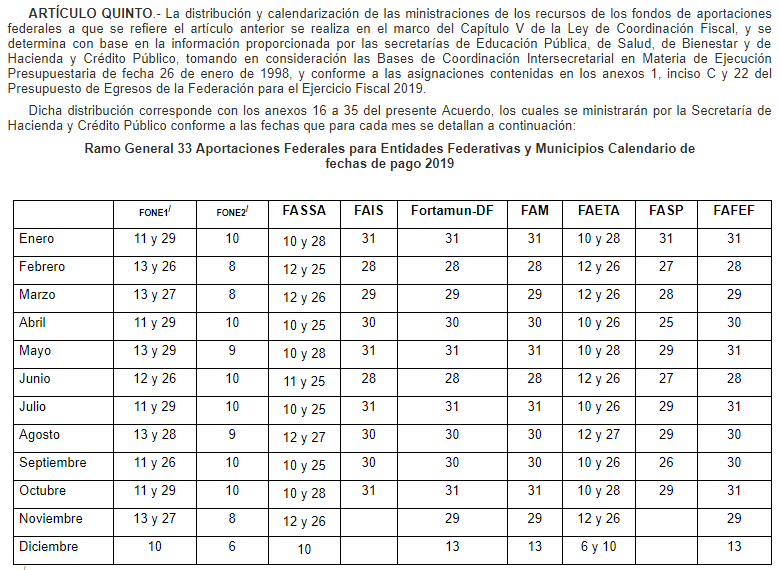 ARTÍCULO QUINTO.- La distribución y calendarización de las ministraciones de los recursos de los fondos de aportaciones
federales a que se refiere el artículo anterior se realiza en el marco del Capítulo V de la Ley de Coordinación Fiscal, y se
determina con base en la información proporcionada por las secretarías de Educación Pública, de Salud, de Bienestar y de
Hacienda y Crédito Público, tomando en consideración las Bases de Coordinación Intersecretarial en Materia de Ejecución
Presupuestaria de fecha 26 de enero de 1998, y conforme a las asignaciones contenidas en los anexos 1, inciso C y 22 del
Presupuesto de Egresos de la Federación para el Ejercicio Fiscal 2019.
Dicha distribución corresponde con los anexos 16 a 35 del presente Acuerdo, los cuales se ministrarán por la Secretaría de
Hacienda y Crédito Público conforme a las fechas que para cada mes se detallan a continuación:
Ramo General 33 Aportaciones Federales para Entidades Federativas y Municipios Calendario de
fechas de pago 2019
FONE1/ FONE2/ FASSA FAIS Fortamun-DF FAM FAETA FASP FAFEF
Enero 11 y 29 10 10 y 28 31 31 31 10 y 28 31 31
Febrero 13 y 26 8 12 y 25 28 28 28 12 y 26 27 28
Marzo 13 y 27 8 12 y 26 29 29 29 12 y 26 28 29
Abril 11 y 29 10 10 y 25 30 30 30 10 y 26 25 30
Mayo 13 y 29 9 10 y 28 31 31 31 10 y 28 29 31
Junio 12 y 26 10 11 y 25 28 28 28 12 y 26 27 28
Julio 11 y 29 10 10 y 25 31 31 31 10 y 26 29 31
Agosto 13 y 28 9 12 y 27 30 30 30 12 y 27 29 30
Septiembre 11 y 26 10 10 y 25 30 30 30 10 y 26 26 30
Octubre 11 y 29 10 10 y 28 31 31 31 10 y 28 29 31
Noviembre 13 y 27 8 12 y 26 29 29 12 y 26 29
Diciembre 10 6 10 13 13 6 y 10 13